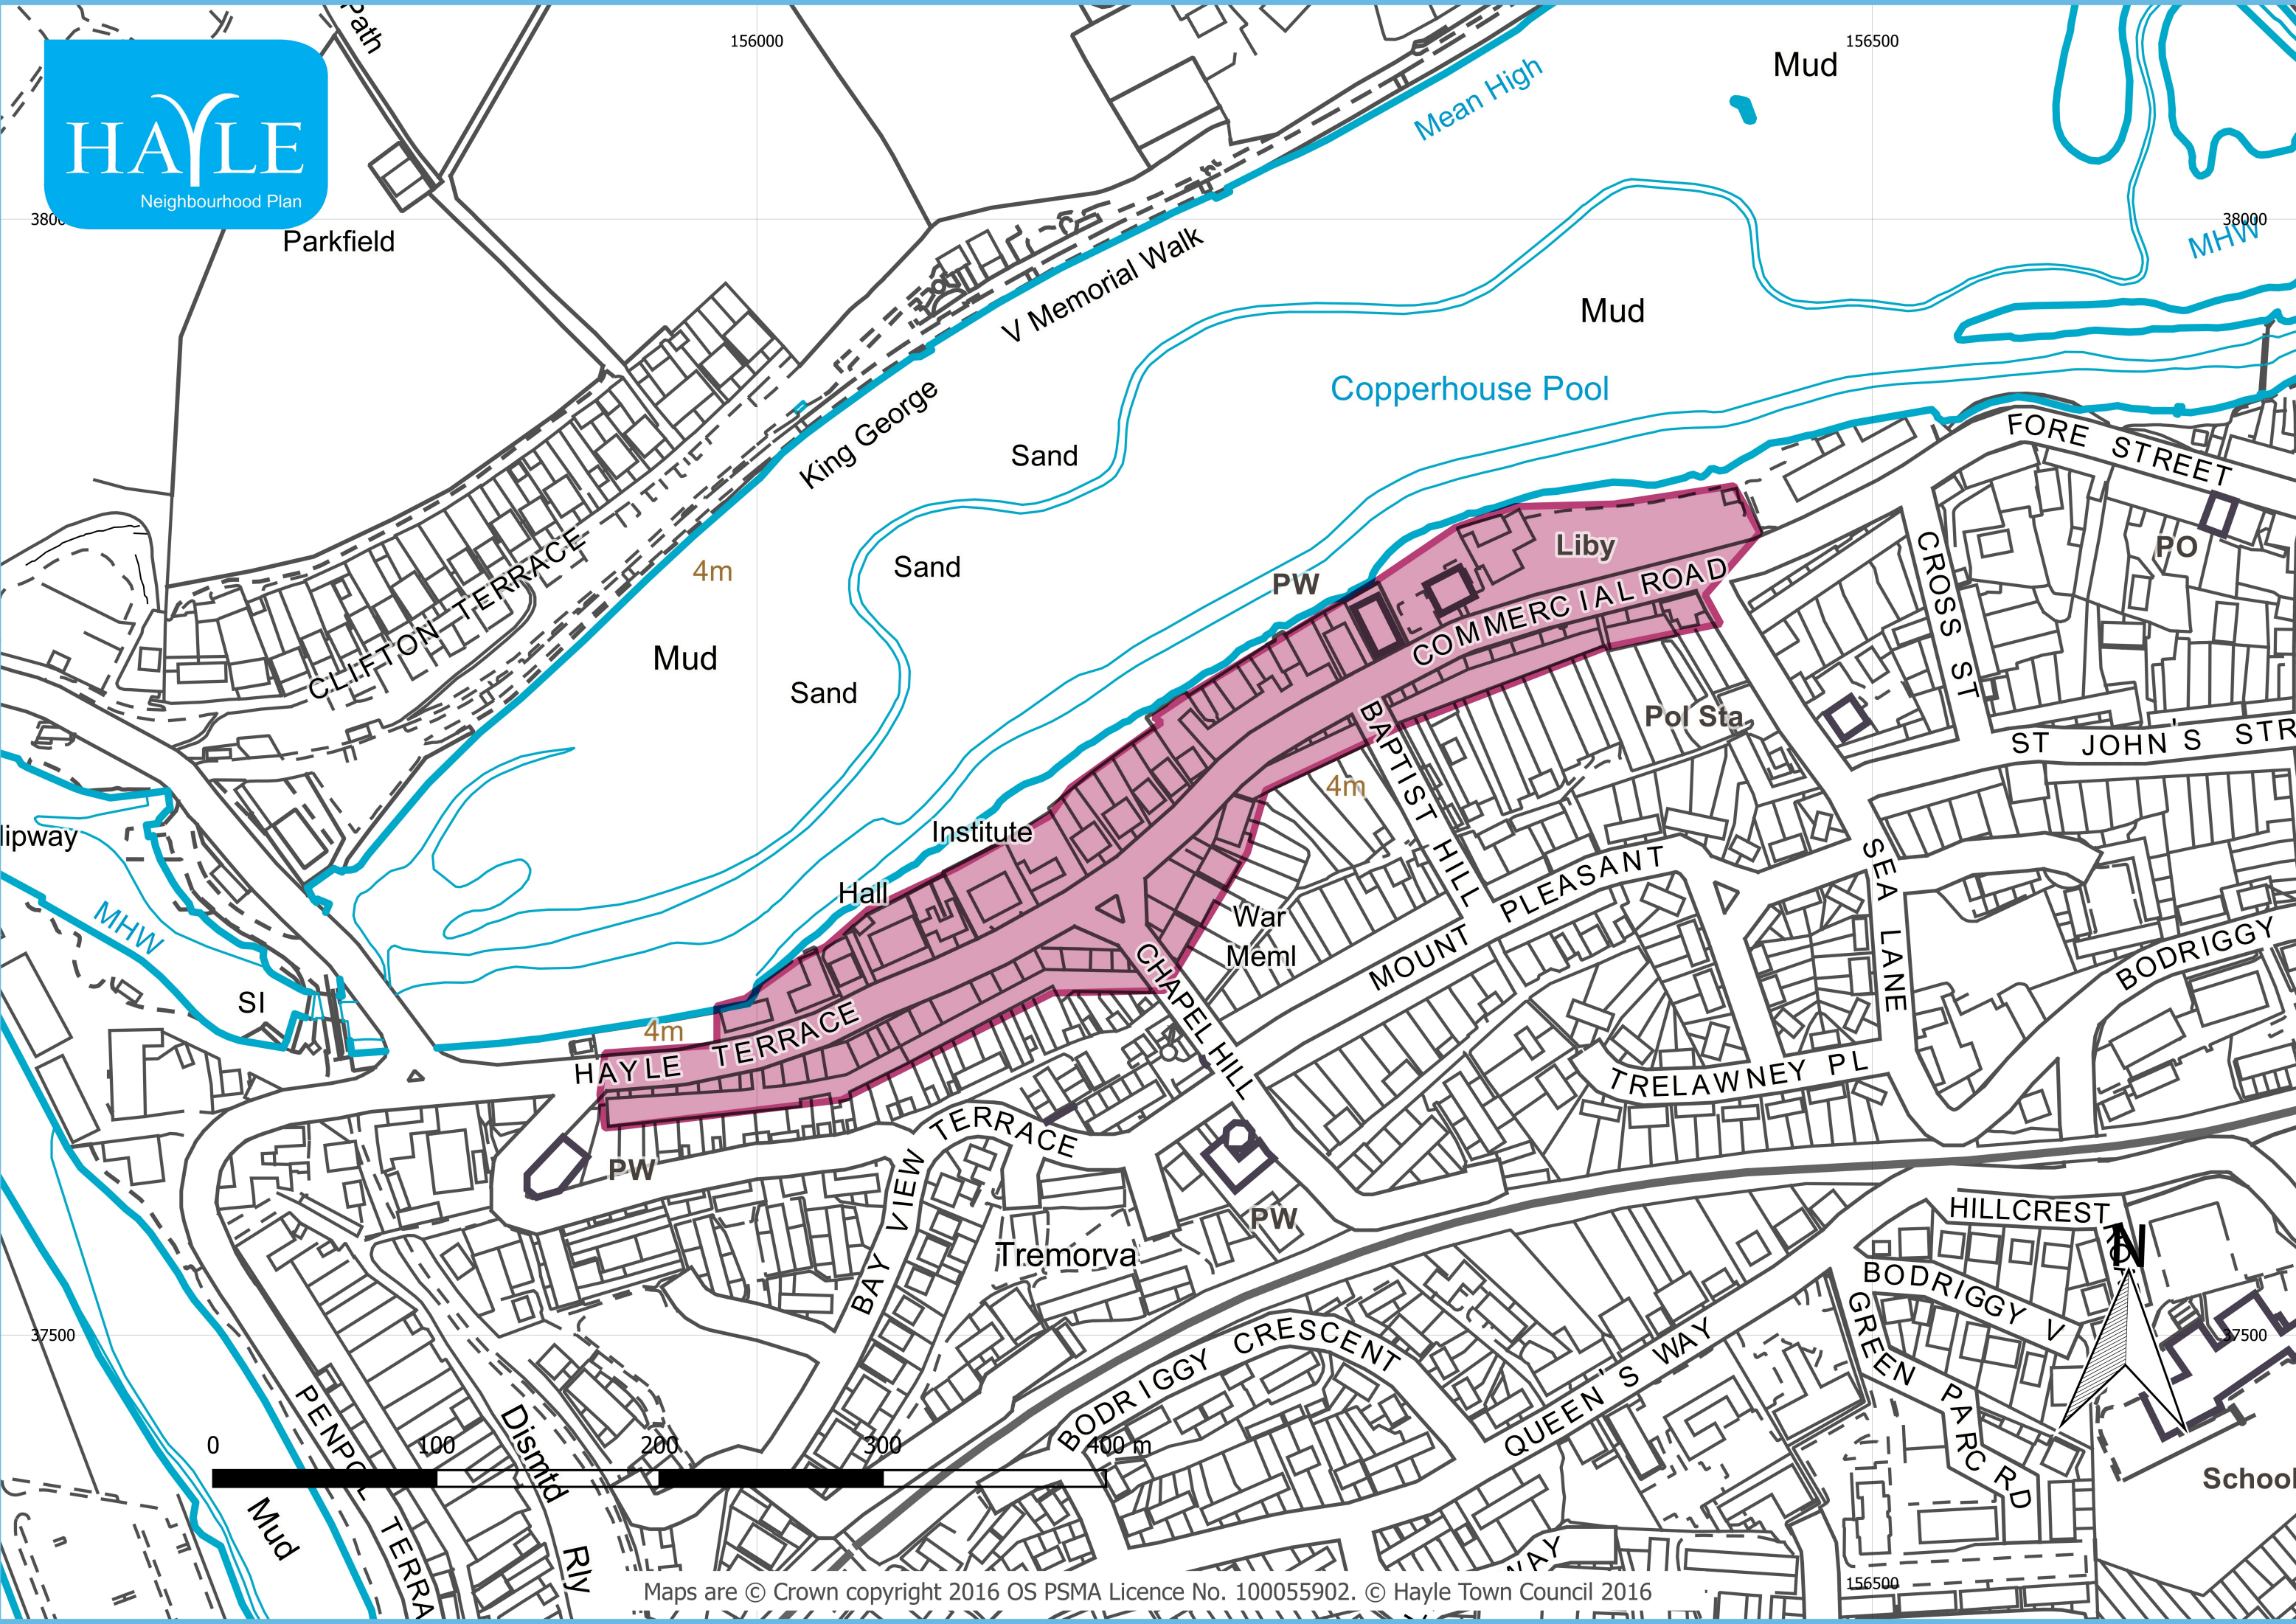 Path
156000
156500
Mud
HAYLE
Neighbourhood Plan
Mean High
38000
MHW
Parkfield
King George V Memorial Walk
Mud
Copperhouse Pool
Sand
FORE STREET
PO
Liby
CROSS ST
4m
Sand
PW
COMMERCIAL ROAD
CLIFTON TERRACE
Mud
Sand
Pol Sta
BAPTIST HILL
ST JOHN'S STR
4m
lipway
Institute
Hall
SEA LANE
MOUNT PLEASANT
War
Meml
MHW
BODRIGGY
CHAPEL HILL
SI
4m
HAYLE TERRACE
TRELAWNEY PL
BAY VIEW TERRACE
PW
PW
Tremorva
HILLCREST
N
BODRIGGY V
GREEN PARC RD
37500
37500
BODRIGGY CRESCENT
QUEEN'S WAY
School
PENPOL TERRA
Dismtd Rly
Mud
0 100 200 300 400 m
WAY
156500
Maps are © Crown copyright 2016 OS PSMA Licence No. 100055902. © Hayle Town Council 2016